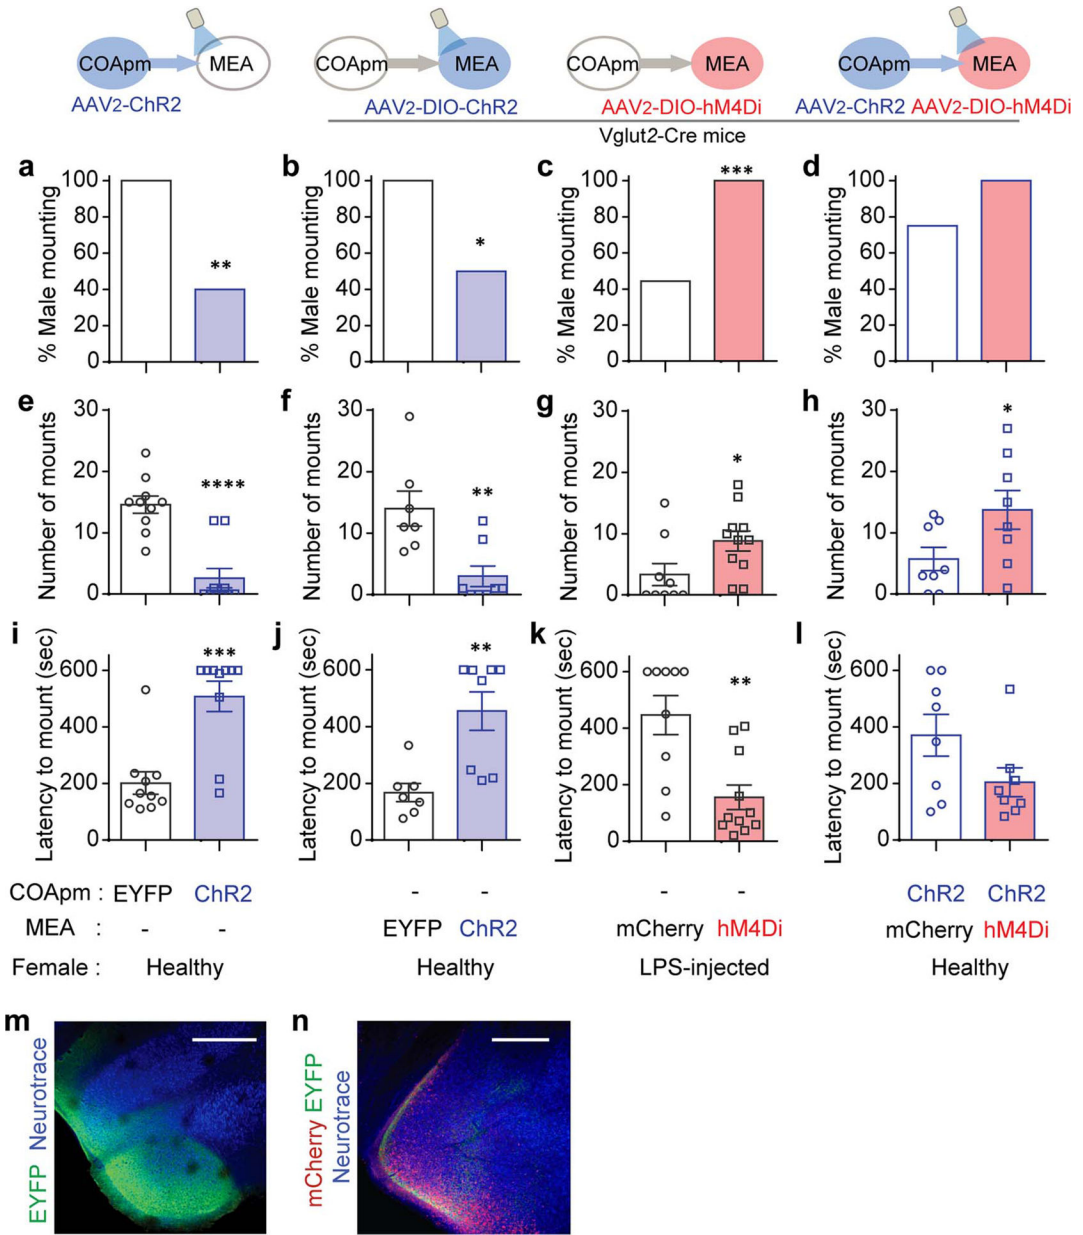 COApm MEA COApm MEA COApm MEA COApm MEA
AAV2-ChR2 AAV2-DIO-ChR2 AAV2-DIO-hM4Di AAV2-ChR2 AAV2-DIO-hM4Di
Vglut2-Cre mice
a b c d
% Male mounting
100
80
60
40
20
0
**
% Male mounting
100
80
60
40
20
0
*
% Male mounting
100
80
60
40
20
0
***
% Male mounting
100
80
60
40
20
0
e f g h
Number of mounts
30
20
10
0
****
Number of mounts
30
20
10
0
**
Number of mounts
30
20
10
0
*
Number of mounts
30
20
10
0
*
i j k l
Latency to mount (sec)
600
400
200
0
***
Latency to mount (sec)
600
400
200
0
**
Latency to mount (sec)
600
400
200
0
**
Latency to mount (sec)
600
400
200
0
COApm : EYFP ChR2 - - - - ChR2 ChR2
MEA : - - EYFP ChR2 mCherry hM4Di mCherry hM4Di
Female : Healthy Healthy LPS-injected Healthy
m n
EYFP Neurotrace
mCherry EYFP
Neurotrace